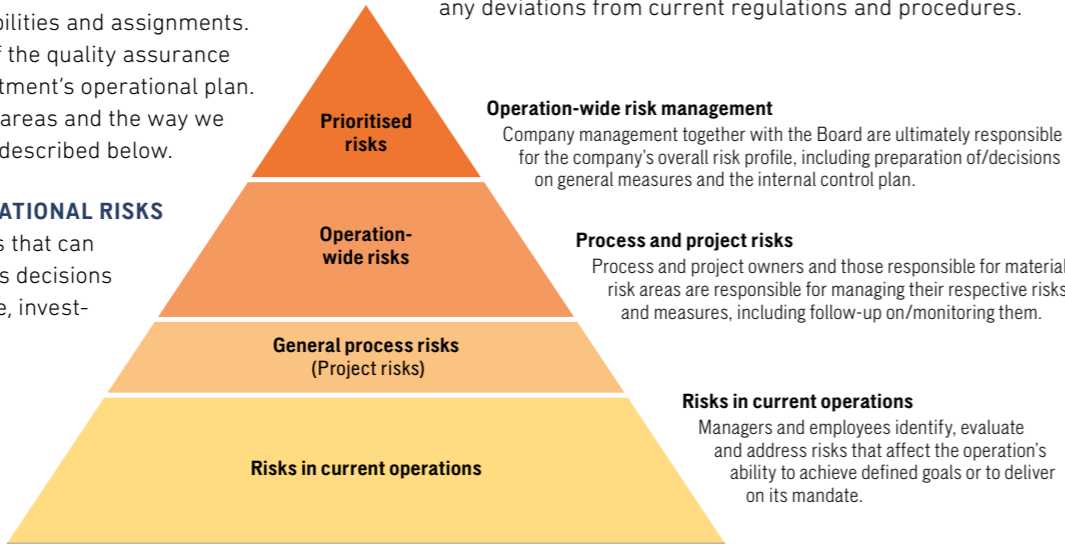 bilities and assignments.
f the quality assurance
tment's operational plan.
areas and the way we
described below.
ATIONAL RISKS
s that can
s decisions
e, invest-
any deviations from current regulations and procedures.
Prioritised
risks
Operation-
wide risks
General process risks
(Project risks)
Risks in current operations
Operation-wide risk management
Company management together with the Board are ultimately responsible
for the company's overall risk profile, including preparation of/decisions
on general measures and the internal control plan.
Process and project risks
Process and project owners and those responsible for material
risk areas are responsible for managing their respective risks
and measures, including follow-up on/monitoring them.
Risks in current operations
Managers and employees identify, evaluate
and address risks that affect the operation's
ability to achieve defined goals or to deliver
on its mandate.